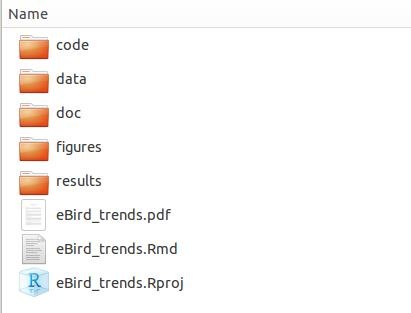 Name
code
data
doc
figures
results
eBird_trends.pdf
eBird_trends.Rmd
R eBird_trends.Rproj